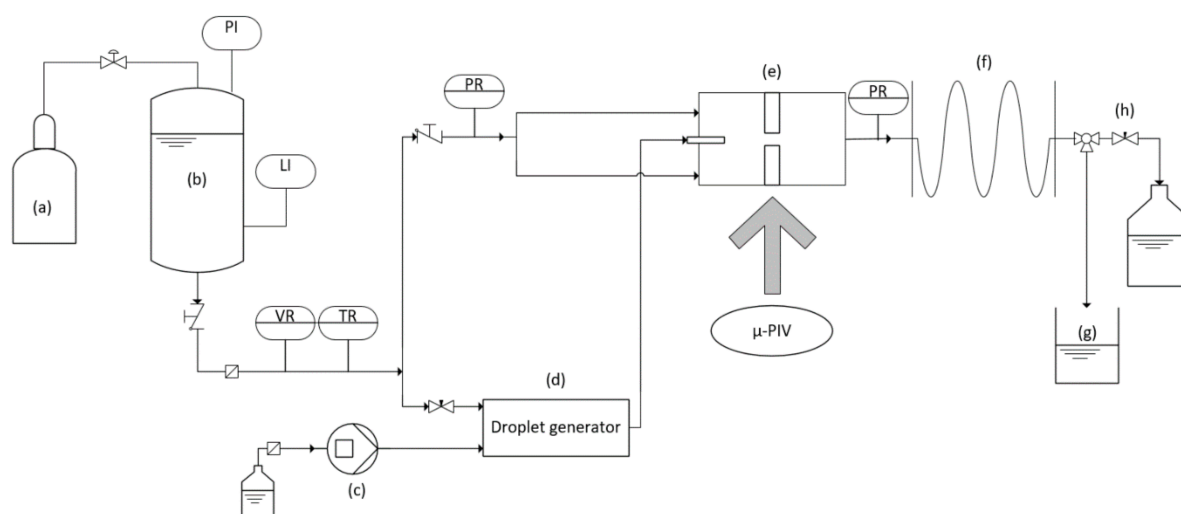 PI
(a)
(b)
LI
VR
TR
PR
(e)
PR
(f)
(h)
μ-PIV
(d)
Droplet generator
(c)
(g)